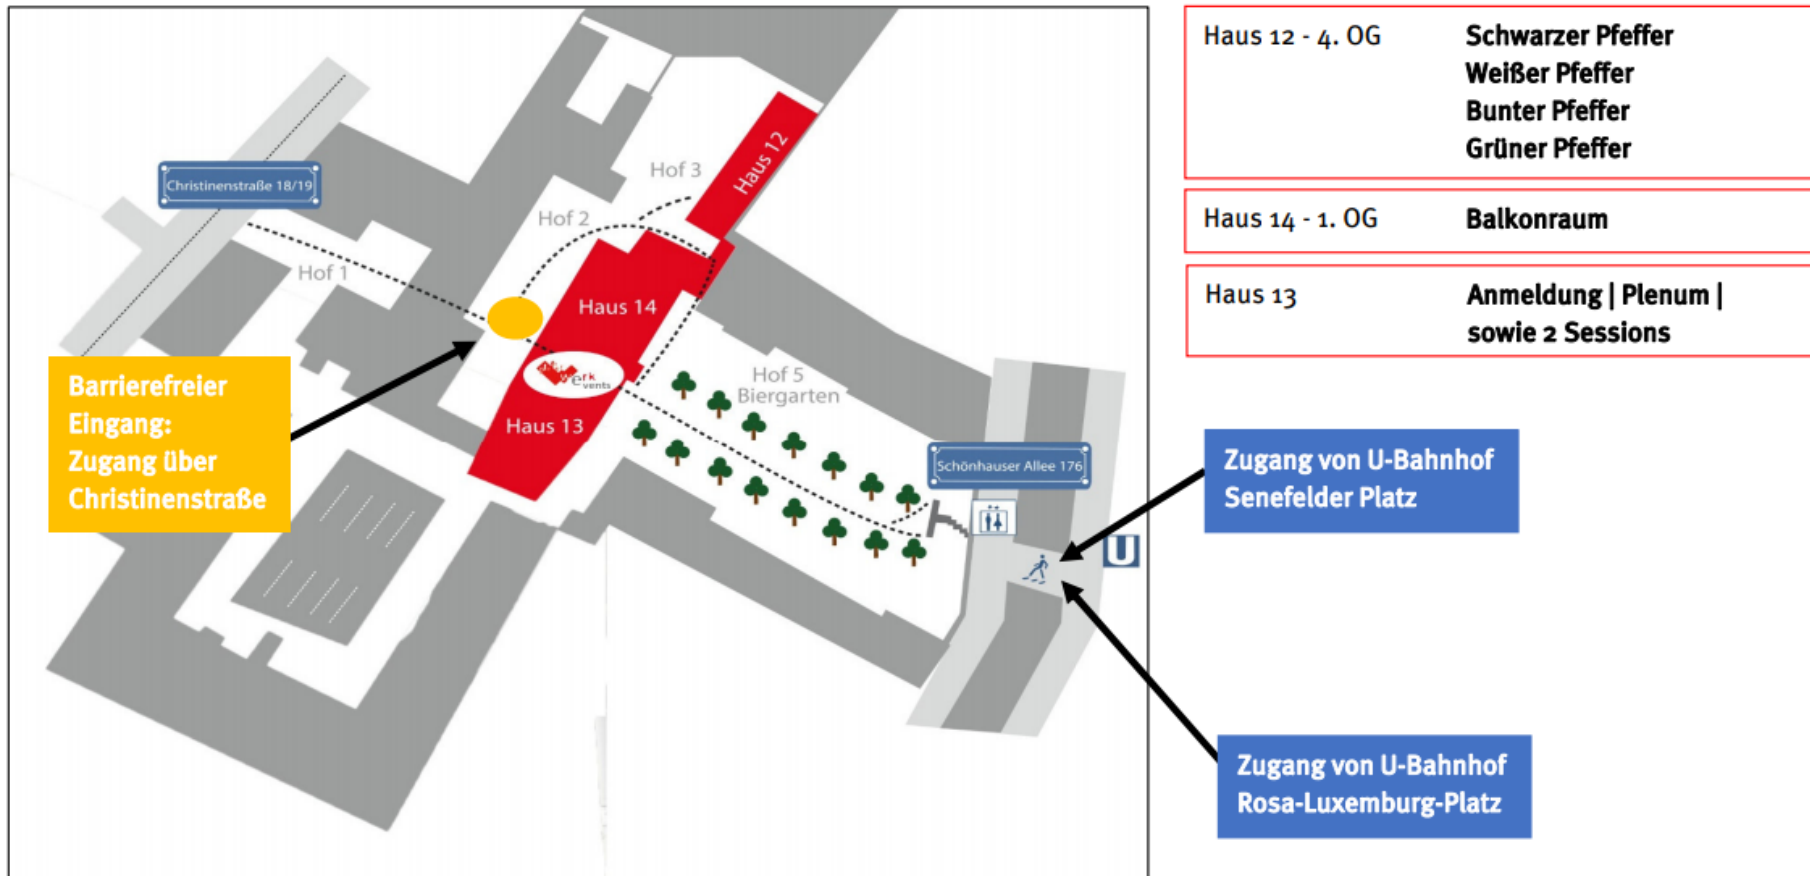 Christinenstraße 18/19
Hof 1
Hof 2
Hof 3
Haus 12
Haus 14
erk
vents
Haus 13
Hof 5
Biergarten
Schönhauser Allee 176
U
Barrierefreier
Eingang:
Zugang über
Christinenstraße
Haus 12 - 4. OG Schwarzer Pfeffer
Weißer Pfeffer
Bunter Pfeffer
Grüner Pfeffer
Haus 14 - 1. OG Balkonraum
Haus 13 Anmeldung | Plenum |
sowie 2 Sessions
Zugang von U-Bahnhof
Senefelder Platz
Zugang von U-Bahnhof
Rosa-Luxemburg-Platz